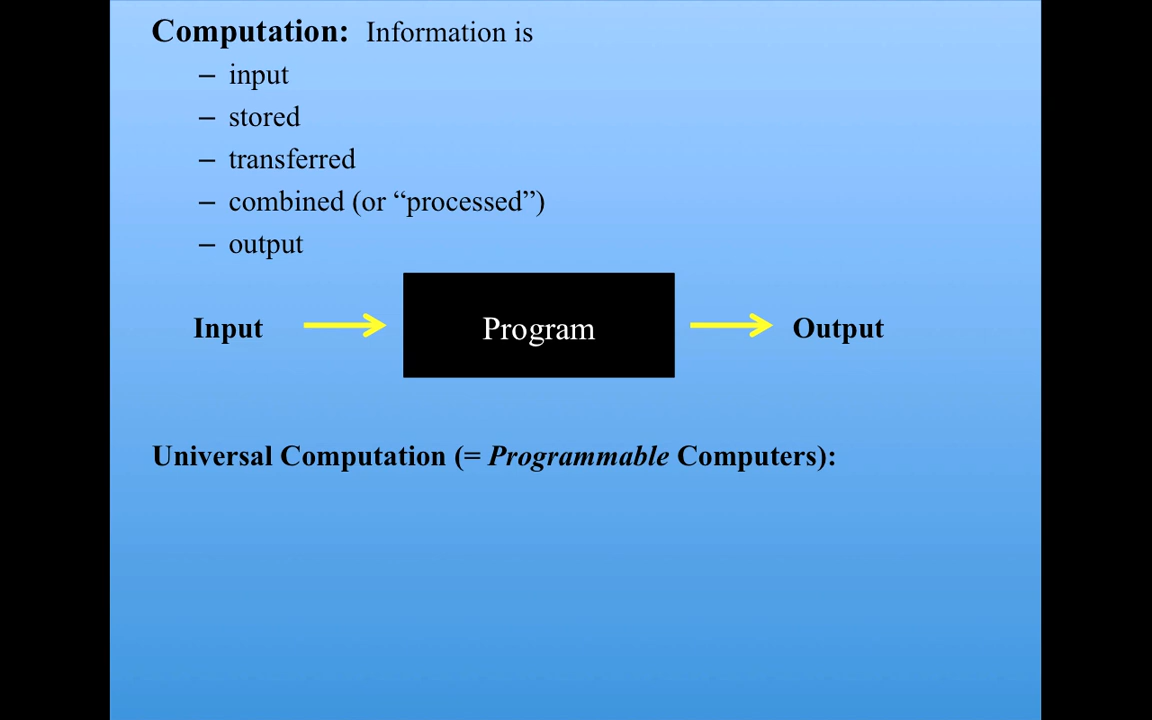 Computation: Information is
– input
– stored
– transferred
– combined (or “processed”)
– output
Input Program Output
Universal Computation (= Programmable Computers):